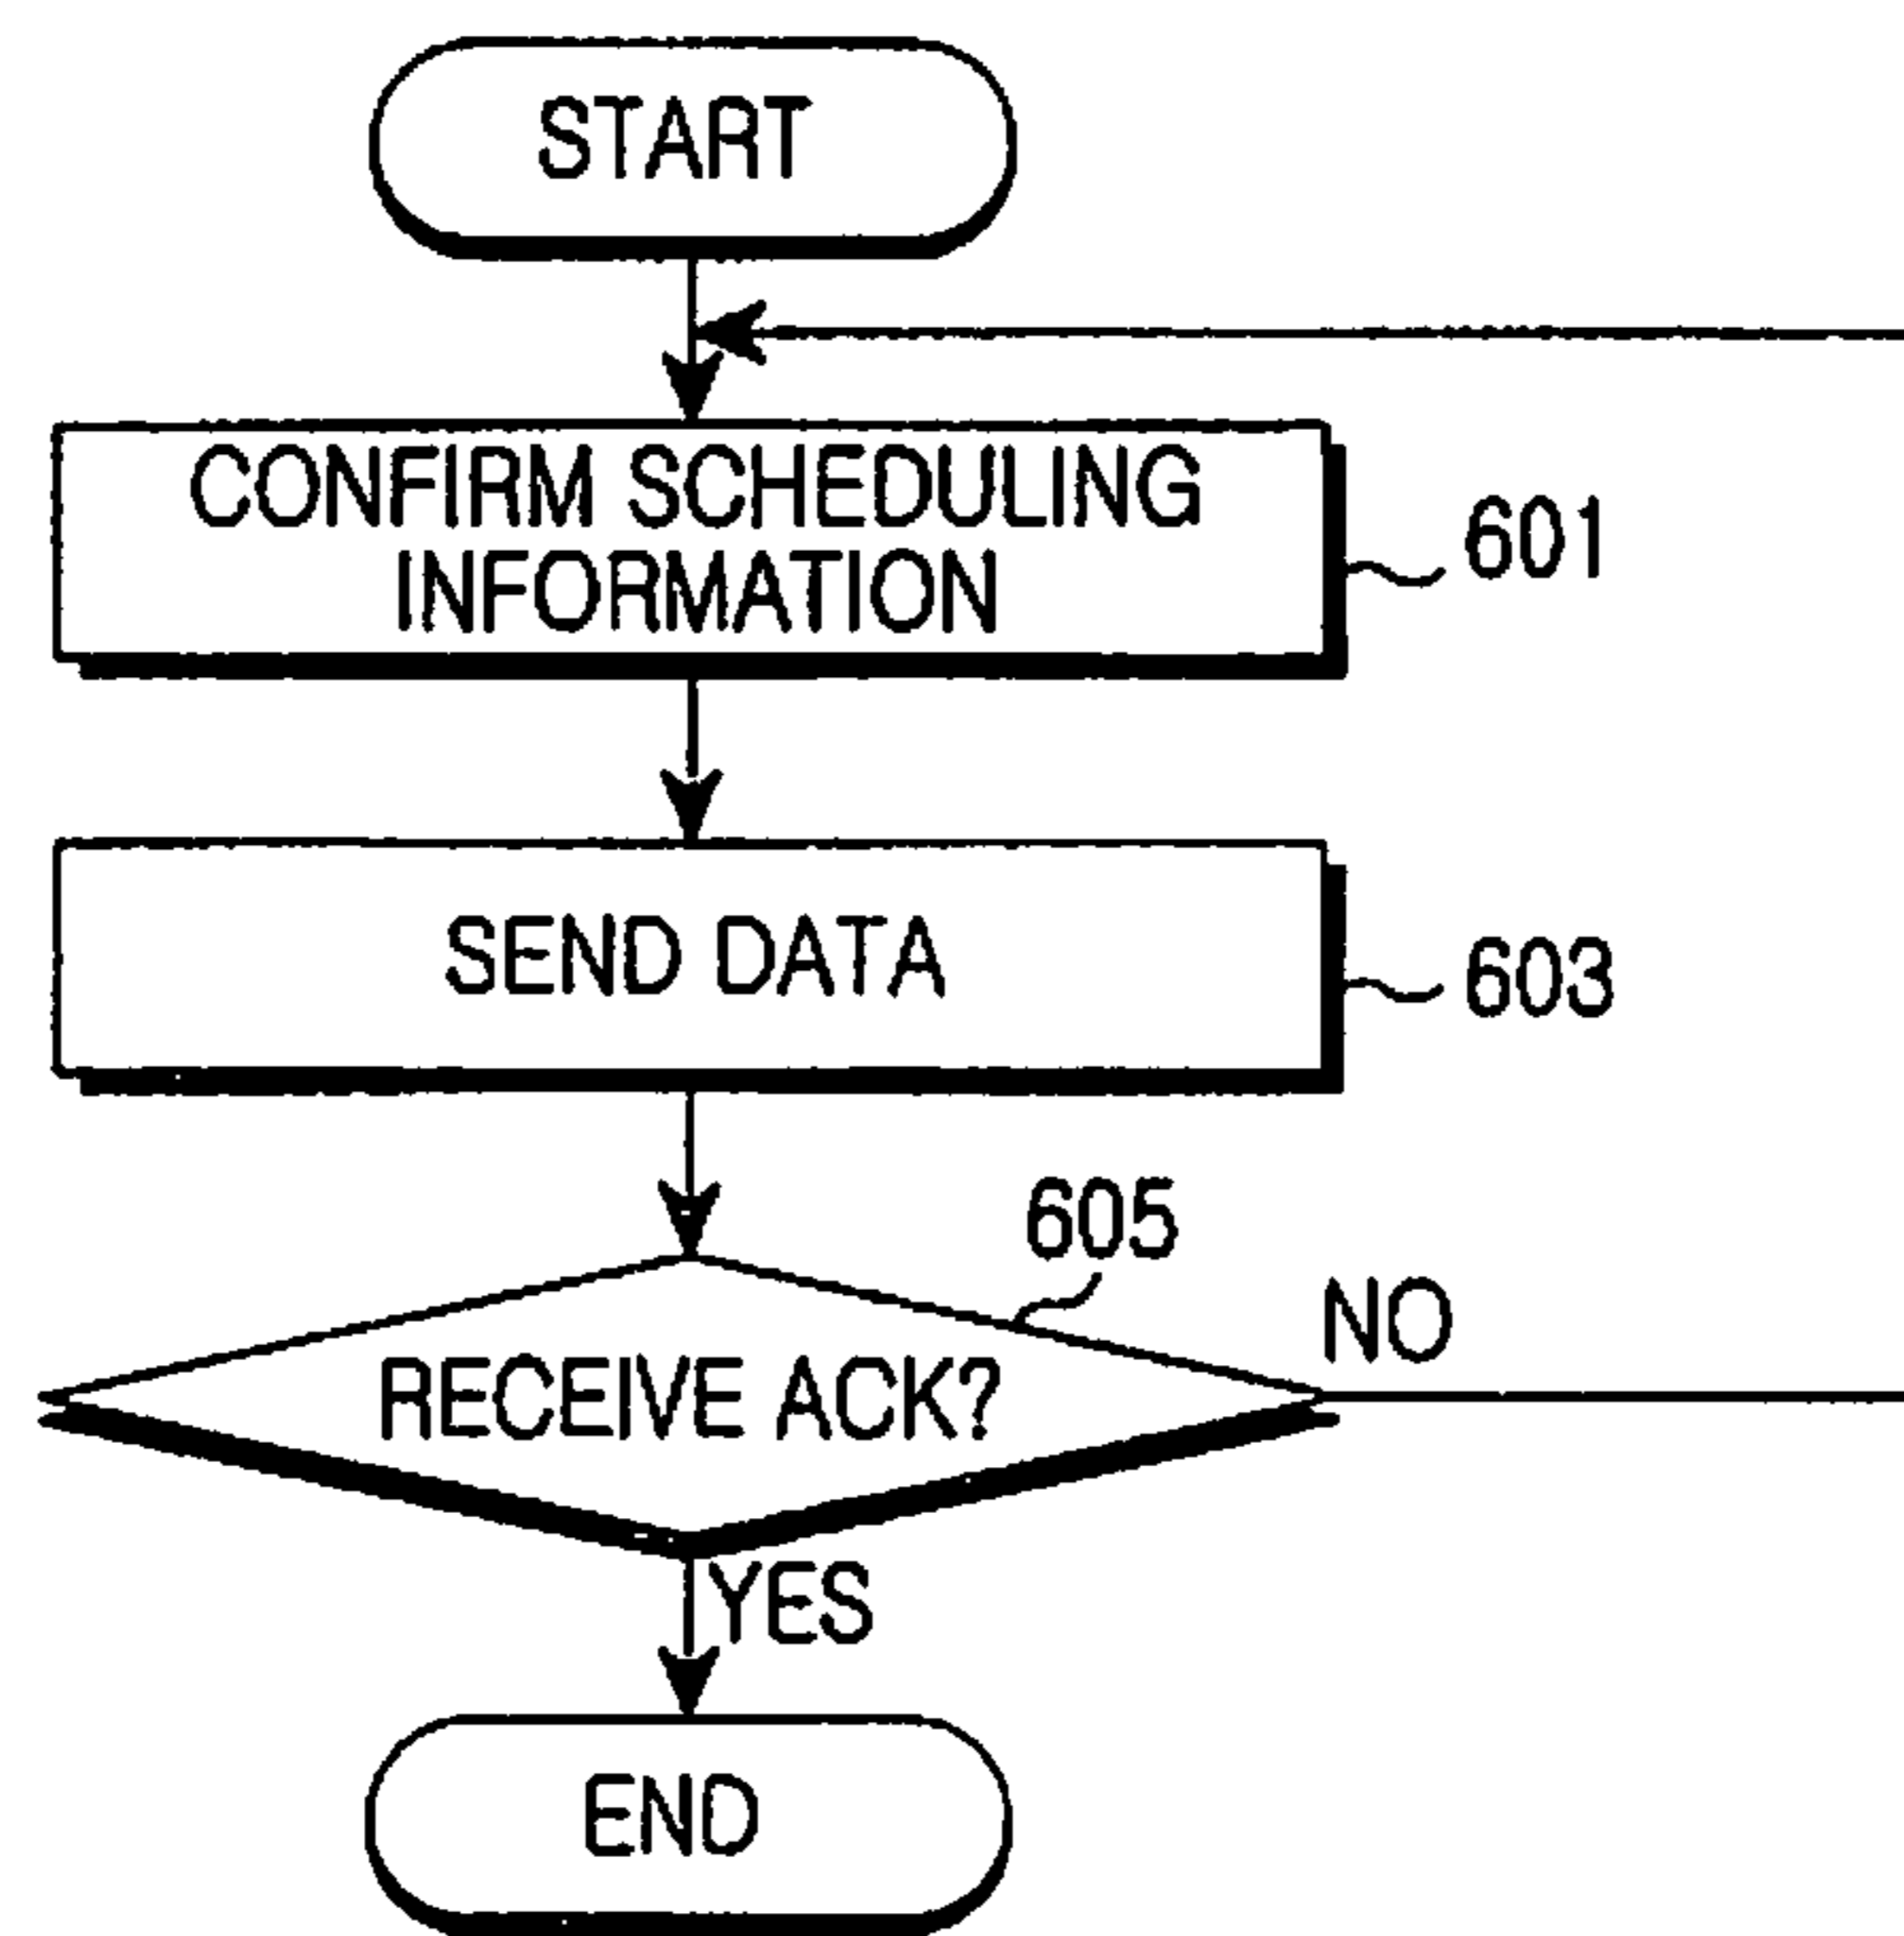 START
CONFIRM SCHEDULING
INFORMATION
601
SEND DATA
603
605
RECEIVE ACK?
NO
YES
END